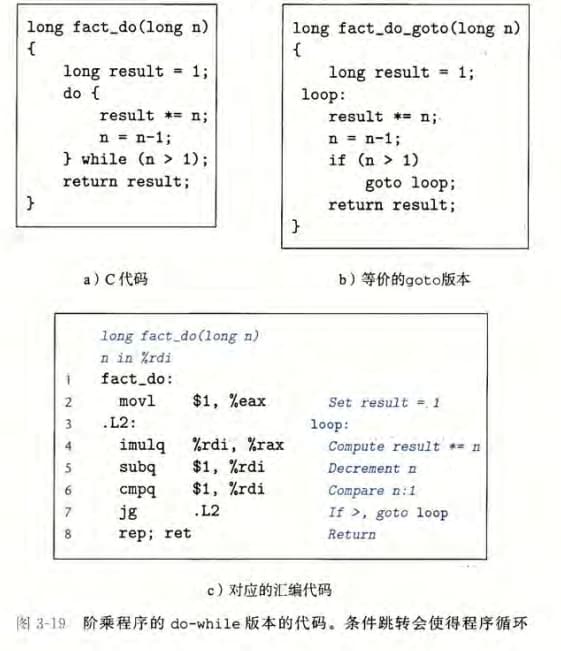 long fact_do(long n)
{
    long result = 1;
    do {
        result *= n;
        n = n-1;
    } while (n > 1);
    return result;
}
a) C 代码
long fact_do_goto(long n)
{
    long result = 1;
 loop:
    result *= n;
    n = n-1;
    if (n > 1)
        goto loop;
    return result;
}
b) 等价的goto版本
long fact_do(long n)
n in %rdi
1 fact_do:
2 movl $1, %eax Set result = 1
3 .L2: loop:
4 imulq %rdi, %rax Compute result *= n
5 subq $1, %rdi Decrement n
6 cmpq $1, %rdi Compare n:1
7 jg .L2 If >, goto loop
8 rep; ret Return
c) 对应的汇编代码
图 3-19 阶乘程序的 do-while 版本的代码。条件跳转会使得程序循环